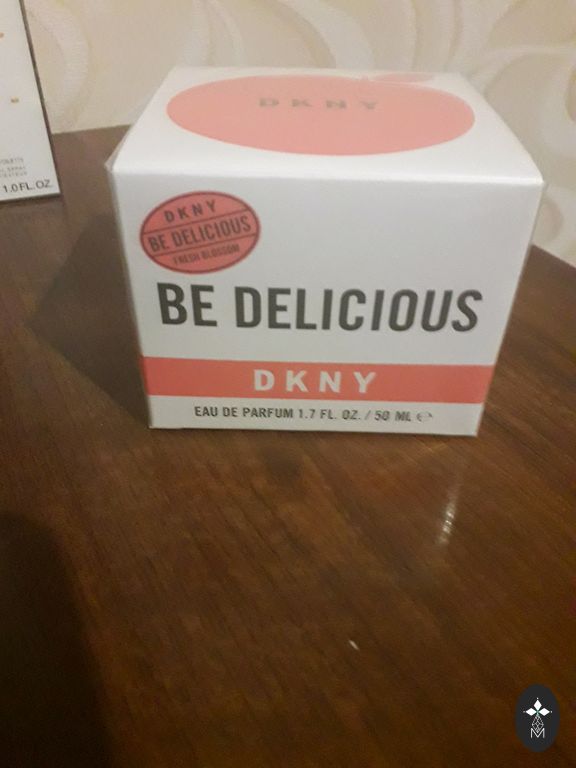 DKNY
DKNY
BE DELICIOUS
FRESH BLOSSOM
BE DELICIOUS
DKNY
EAU DE PARFUM 1.7 FL. OZ. / 50 ML ℮
1.0 FL. OZ.